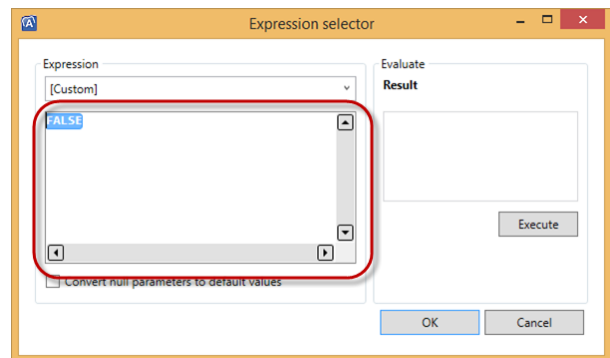 Expression selector
Expression
[Custom]
FALSE
Convert null parameters to default values
Evaluate
Result
Execute
OK
Cancel